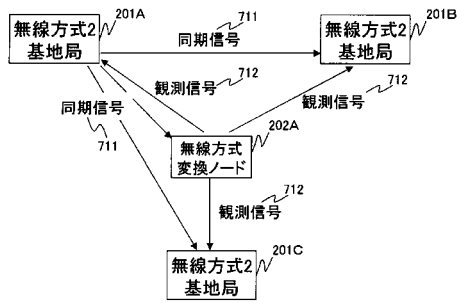 201A
無線方式2
基地局
711
同期信号
201B
無線方式2
基地局
712
観測信号
712
観測信号
同期信号
711
202A
無線方式
変換ノード
712
観測信号
201C
無線方式2
基地局